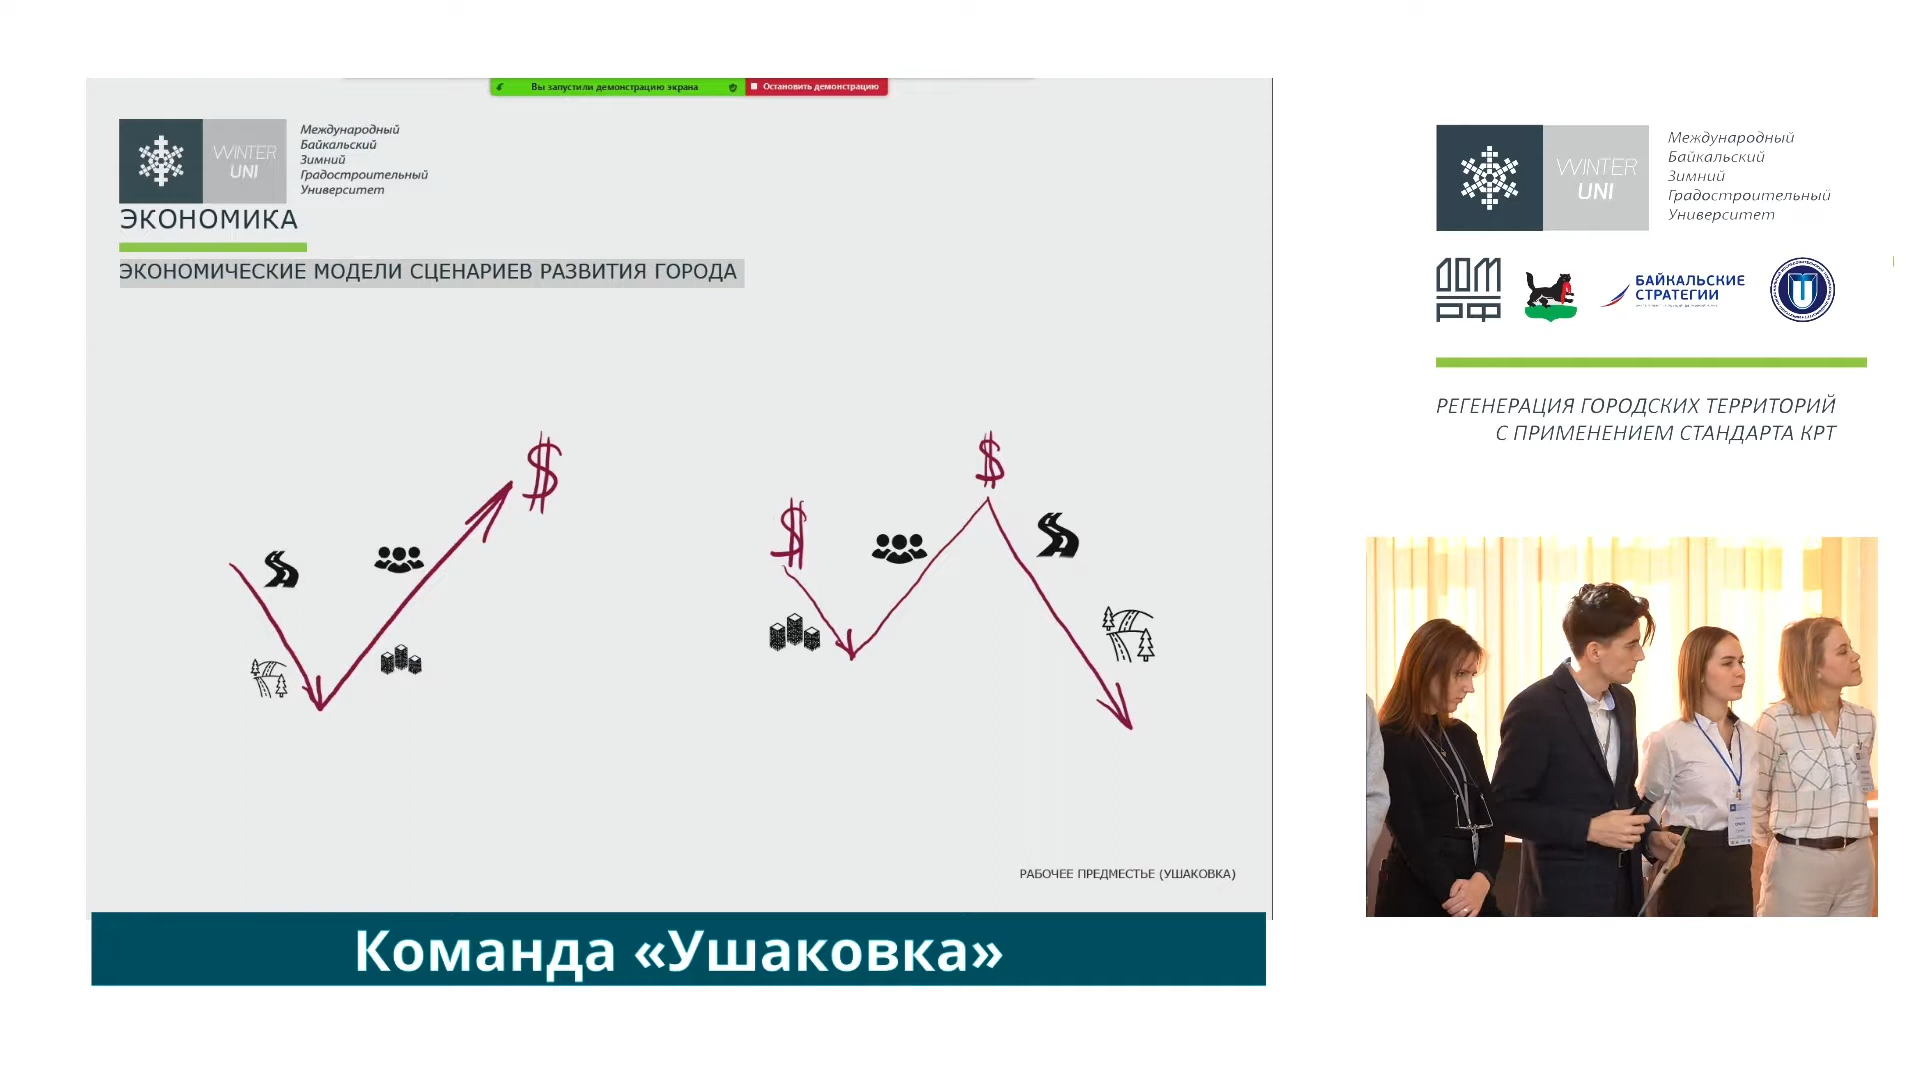 Вы запустили демонстрацию экрана
Остановить демонстрацию
WINTER
UNI
Международный
Байкальский
Зимний
Градостроительный
Университет
ЭКОНОМИКА
ЭКОНОМИЧЕСКИЕ МОДЕЛИ СЦЕНАРИЕВ РАЗВИТИЯ ГОРОДА
$
$
$
РАБОЧЕЕ ПРЕДМЕСТЬЕ (УШАКОВКА)
Команда «Ушаковка»
WINTER
UNI
Международный
Байкальский
Зимний
Градостроительный
Университет
ДОМ
РФ
БАЙКАЛЬСКИЕ
СТРАТЕГИИ
РЕГЕНЕРАЦИЯ ГОРОДСКИХ ТЕРРИТОРИЙ
С ПРИМЕНЕНИЕМ СТАНДАРТА КРТ